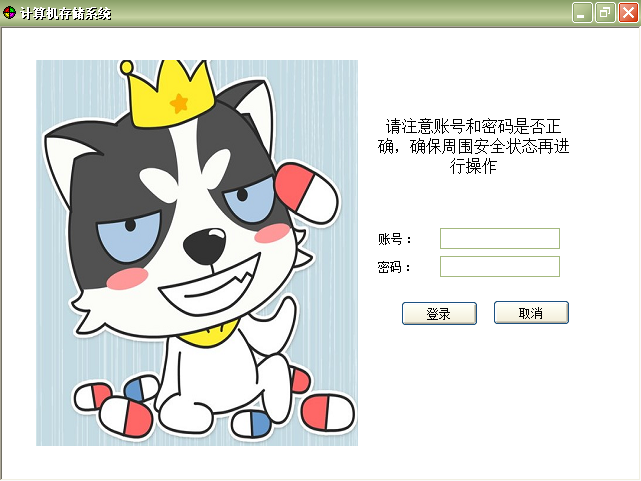 计算机存储系统
请注意账号和密码是否正
确，确保周围安全状态再进
行操作
账号：
密码：
登录
取消